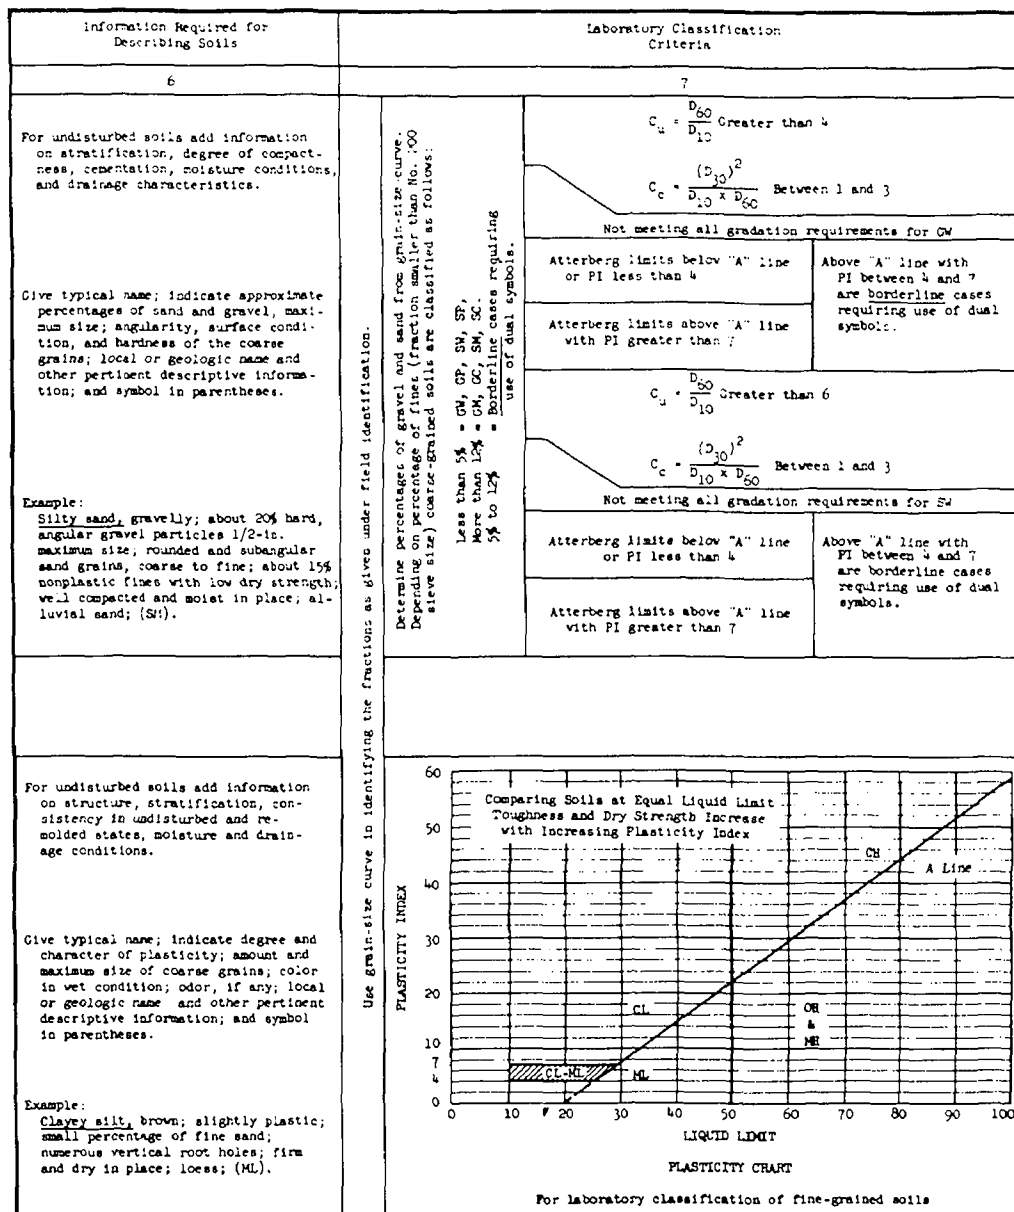 Information Required for
Describing Soils
Laboratory Classification
Criteria
6
7
For undisturbed soils add information
on stratification, degree of compact-
ness, cementation, moisture conditions,
and drainage characteristics.
Give typical name; indicate approximate
percentages of sand and gravel, maxi-
mum size; angularity, surface condi-
tion, and hardness of the coarse
grains; local or geologic name and
other pertinent descriptive informa-
tion; and symbol in parentheses.
Example:
Silty sand, gravelly; about 20% hard,
angular gravel particles 1/2-in.
maximum size; rounded and subangular
sand grains, coarse to fine; about 15%
nonplastic fines with low dry strength;
well compacted and moist in place; al-
luvial sand; (SM).
For undisturbed soils add information
on structure, stratification, con-
sistency in undisturbed and re-
molded states, moisture and drain-
age conditions.
Give typical name; indicate degree and
character of plasticity; amount and
maximum size of coarse grains; color
in wet condition; odor, if any; local
or geologic name and other pertinent
descriptive information; and symbol
in parentheses.
Example:
Clayey silt, brown; slightly plastic;
small percentage of fine sand;
numerous vertical root holes; firm
and dry in place; loess; (ML).
Use grain-size curve in identifying the fractions as given under field identification.
Determine percentages of gravel and sand from grain-size curve.
Depending on percentage of fines (fraction smaller than No. 200
sieve size) coarse-grained soils are classified as follows:
Less than 5% = GW, GP, SW, SP.
More than 12% = GM, GC, SM, SC.
5% to 12% = Borderline cases requiring
use of dual symbols.
C_u = D_60 / D_10 Greater than 4
C_c = (D_30)^2 / D_10 x D_60 Between 1 and 3
Not meeting all gradation requirements for GW
Atterberg limits below "A" line
or PI less than 4
Above "A" line with
PI between 4 and 7
are borderline cases
requiring use of dual
symbols.
Atterberg limits above "A" line
with PI greater than 7
C_u = D_60 / D_10 Greater than 6
C_c = (D_30)^2 / D_10 x D_60 Between 1 and 3
Not meeting all gradation requirements for SW
Atterberg limits below "A" line
or PI less than 4
Above "A" line with
PI between 4 and 7
are borderline cases
requiring use of dual
symbols.
Atterberg limits above "A" line
with PI greater than 7
Comparing Soils at Equal Liquid Limit
Toughness and Dry Strength Increase
with Increasing Plasticity Index
PLASTICITY INDEX
60
50
40
30
20
10
7
4
0
CH
A Line
CL
OH
&
MH
CL-ML
ML
0 10 20 30 40 50 60 70 80 90 100
LIQUID LIMIT
PLASTICITY CHART
For laboratory classification of fine-grained soils